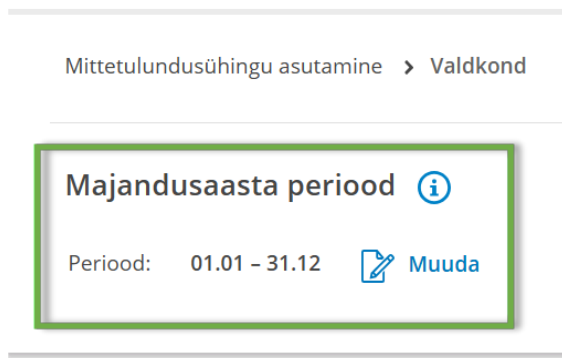 Mittetulundusühingu asutamine > Valdkond
Majandusaasta periood
Periood: 01.01 – 31.12 Muuda